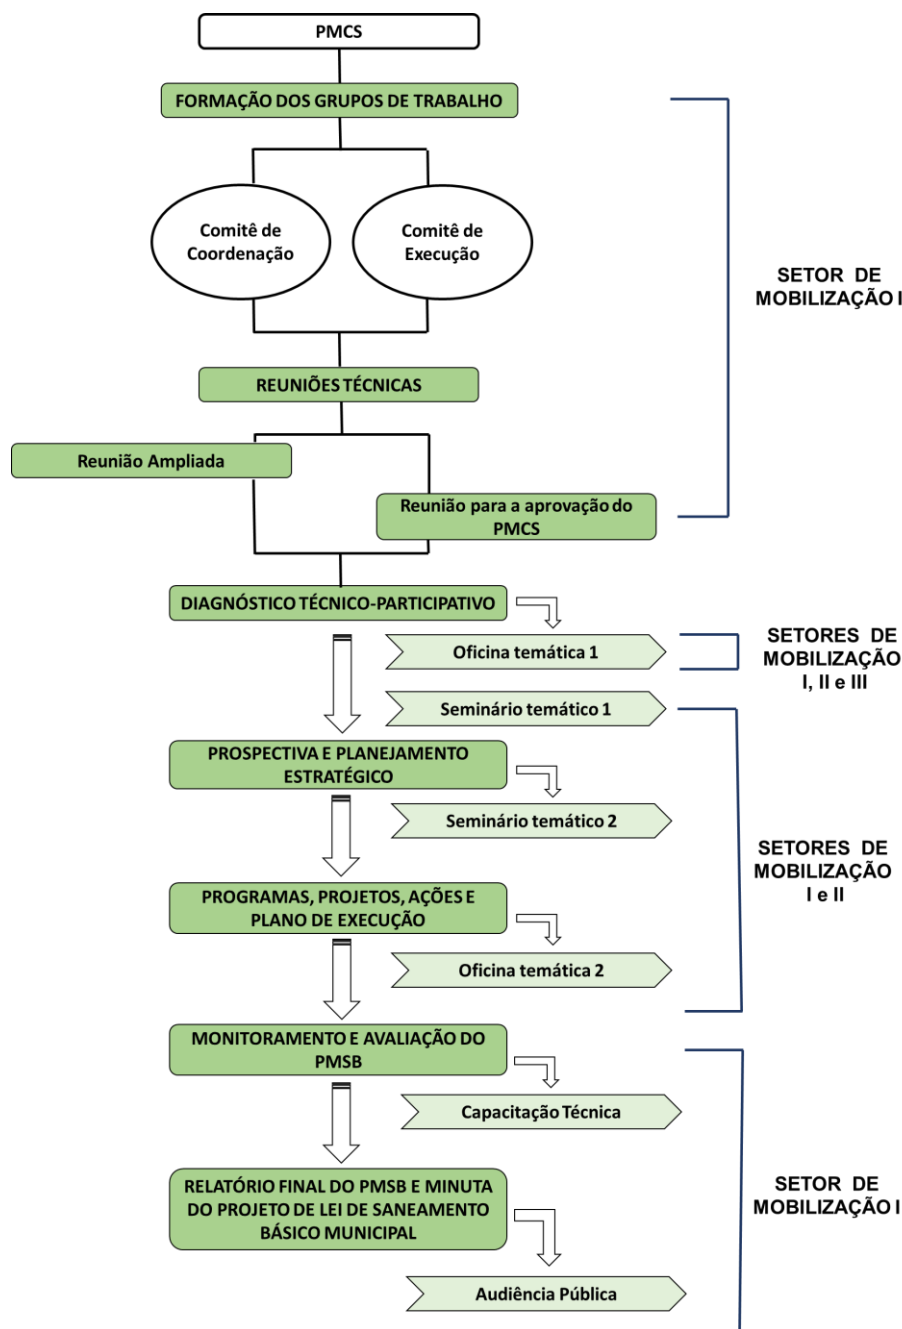 PMCS
FORMAÇÃO DOS GRUPOS DE TRABALHO
Comitê de
Coordenação
Comitê de
Execução
SETOR DE
MOBILIZAÇÃO I
REUNIÕES TÉCNICAS
Reunião Ampliada
Reunião para a aprovação do
PMCS
DIAGNÓSTICO TÉCNICO-PARTICIPATIVO
Oficina temática 1
SETORES DE
MOBILIZAÇÃO
I, II e III
Seminário temático 1
PROSPECTIVA E PLANEJAMENTO
ESTRATÉGICO
Seminário temático 2
SETORES DE
MOBILIZAÇÃO
I e II
PROGRAMAS, PROJETOS, AÇÕES E
PLANO DE EXECUÇÃO
Oficina temática 2
MONITORAMENTO E AVALIAÇÃO DO
PMSB
Capacitação Técnica
RELATÓRIO FINAL DO PMSB E MINUTA
DO PROJETO DE LEI DE SANEAMENTO
BÁSICO MUNICIPAL
SETOR DE
MOBILIZAÇÃO I
Audiência Pública